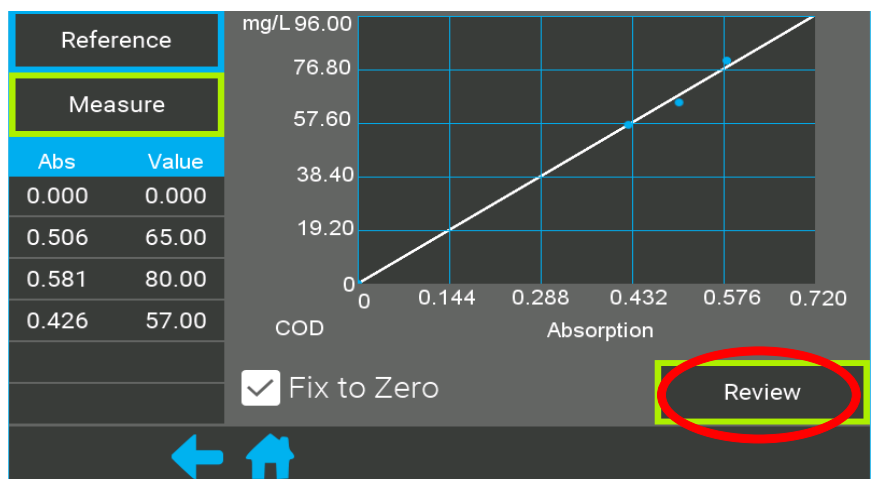 Reference
Measure
Abs Value
0.000 0.000
0.506 65.00
0.581 80.00
0.426 57.00
mg/L 96.00
76.80
57.60
38.40
19.20
0
0 0.144 0.288 0.432 0.576 0.720
COD Absorption
Fix to Zero
Review